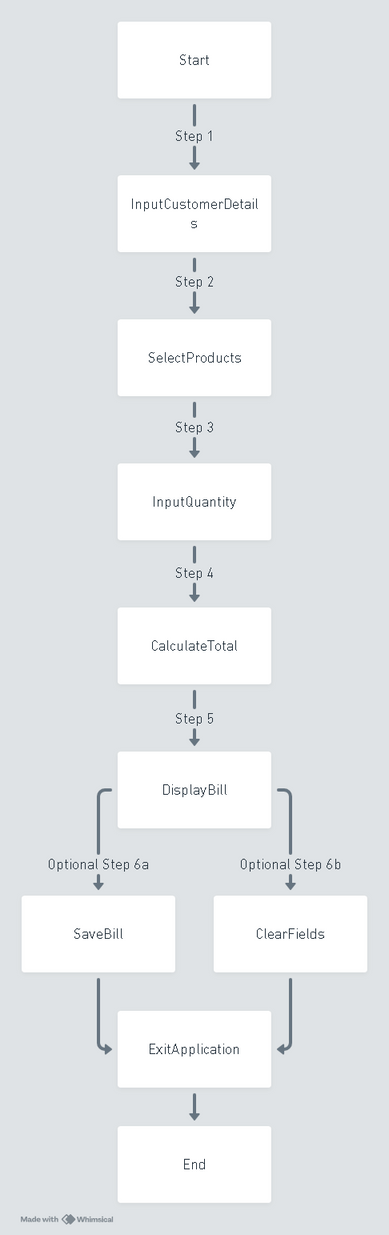 Start
Step 1
InputCustomerDetail
s
Step 2
SelectProducts
Step 3
InputQuantity
Step 4
CalculateTotal
Step 5
DisplayBill
Optional Step 6a
Optional Step 6b
SaveBill
ClearFields
ExitApplication
End
Made with Whimsical